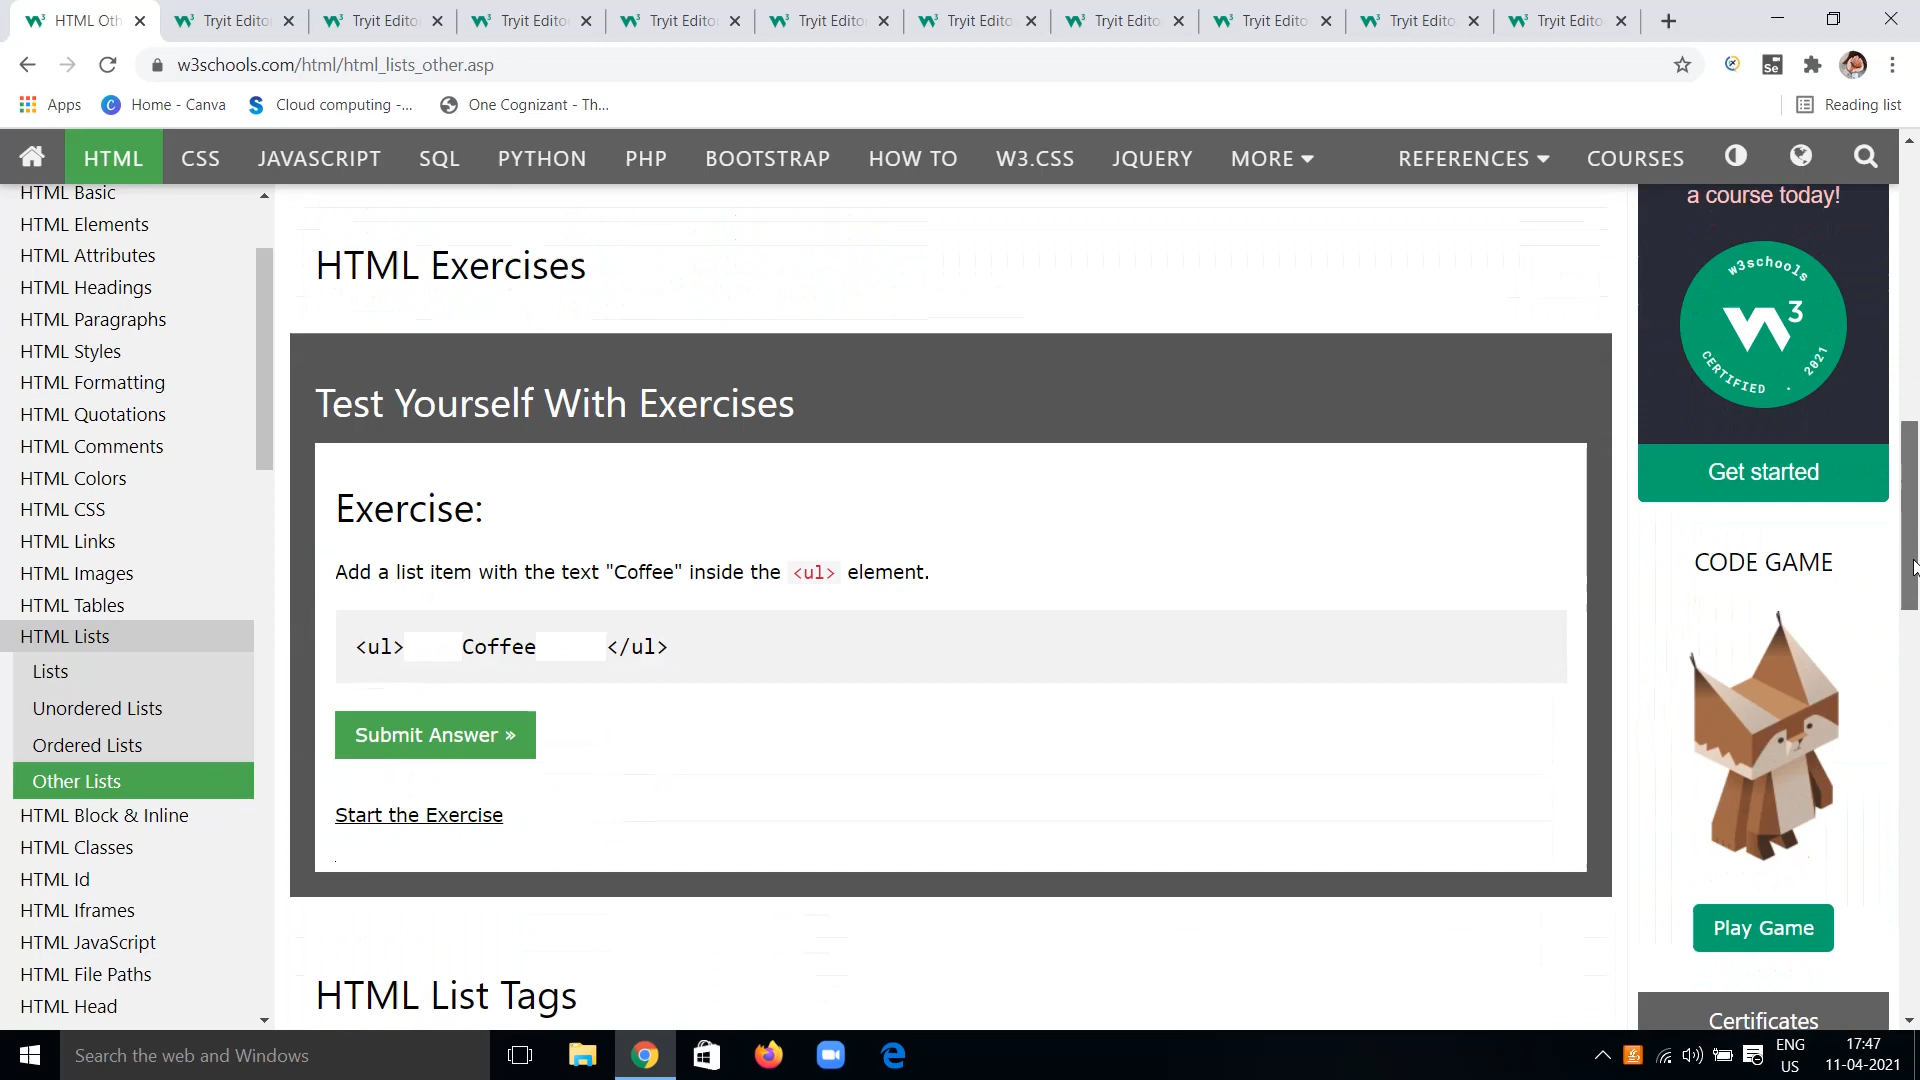 HTML Oth
Tryit Edito
Tryit Edito
Tryit Edito
Tryit Edito
Tryit Edito
Tryit Edito
Tryit Edito
Tryit Edito
Tryit Edito
Tryit Edito
w3schools.com/html/html_lists_other.asp
Se
Apps
Home - Canva
Cloud computing -...
One Cognizant - Th...
Reading list
HTML
CSS
JAVASCRIPT
SQL
PYTHON
PHP
BOOTSTRAP
HOW TO
W3.CSS
JQUERY
MORE
REFERENCES
COURSES
HTML Basic
HTML Elements
HTML Attributes
HTML Headings
HTML Paragraphs
HTML Styles
HTML Formatting
HTML Quotations
HTML Comments
HTML Colors
HTML CSS
HTML Links
HTML Images
HTML Tables
HTML Lists
Lists
Unordered Lists
Ordered Lists
Other Lists
HTML Block & Inline
HTML Classes
HTML Id
HTML Iframes
HTML JavaScript
HTML File Paths
HTML Head
HTML Exercises
Test Yourself With Exercises
Exercise:
Add a list item with the text "Coffee" inside the <ul> element.
<ul> Coffee </ul>
Submit Answer »
Start the Exercise
HTML List Tags
a course today!
w3schools
W3
CERTIFIED . 2021
Get started
CODE GAME
Play Game
Certificates
Search the web and Windows
ENG
US
17:47
11-04-2021